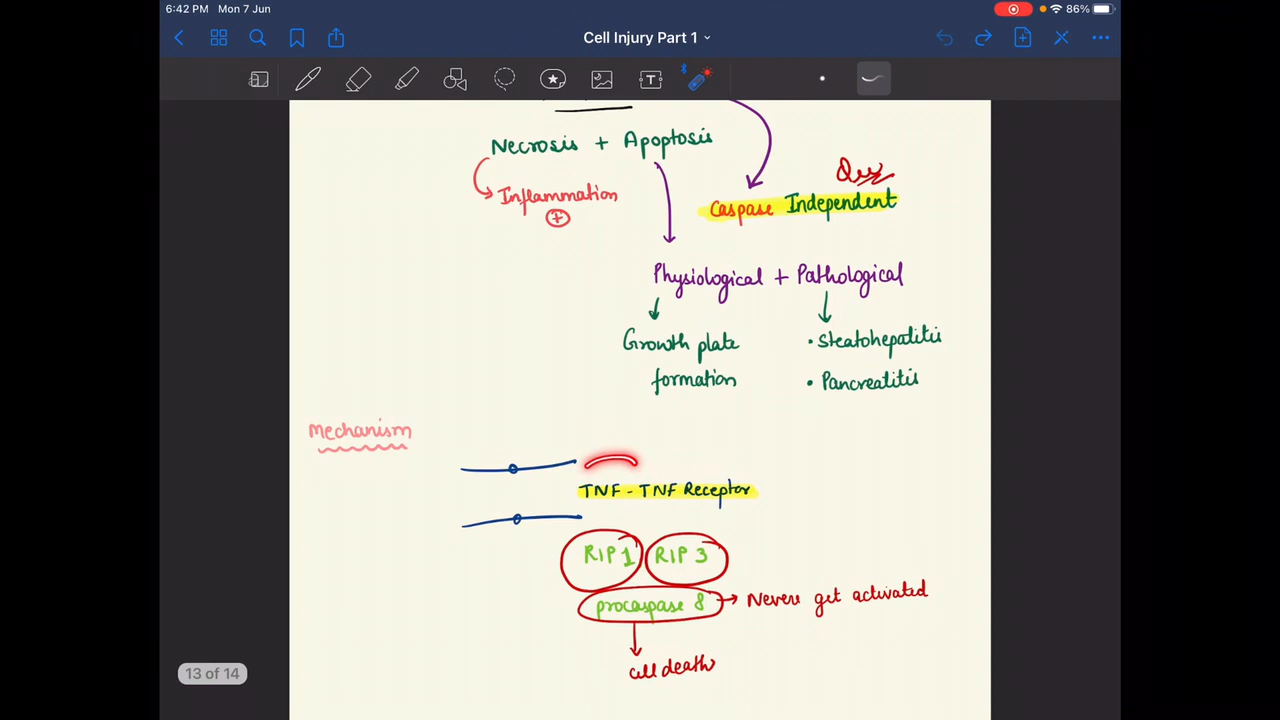 6:42 PM Mon 7 Jun
86%
Cell Injury Part 1
Necrosis + Apoptosis
Inflammation
+
Ques
Caspase Independent
Physiological + Pathological
Growth plate
formation
• Steatohepatitis
• Pancreatitis
Mechanism
TNF - TNF Receptor
RIP 1 RIP 3
procaspase 8 → Nevere get activated
Cell death
13 of 14